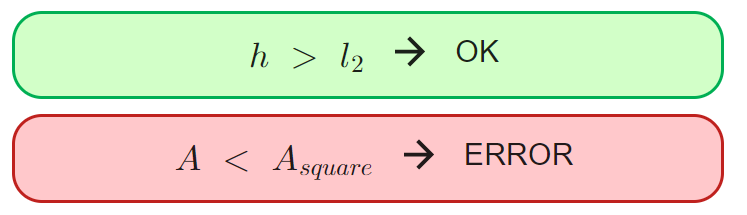 h > l₂ → OK
A < A_square → ERROR